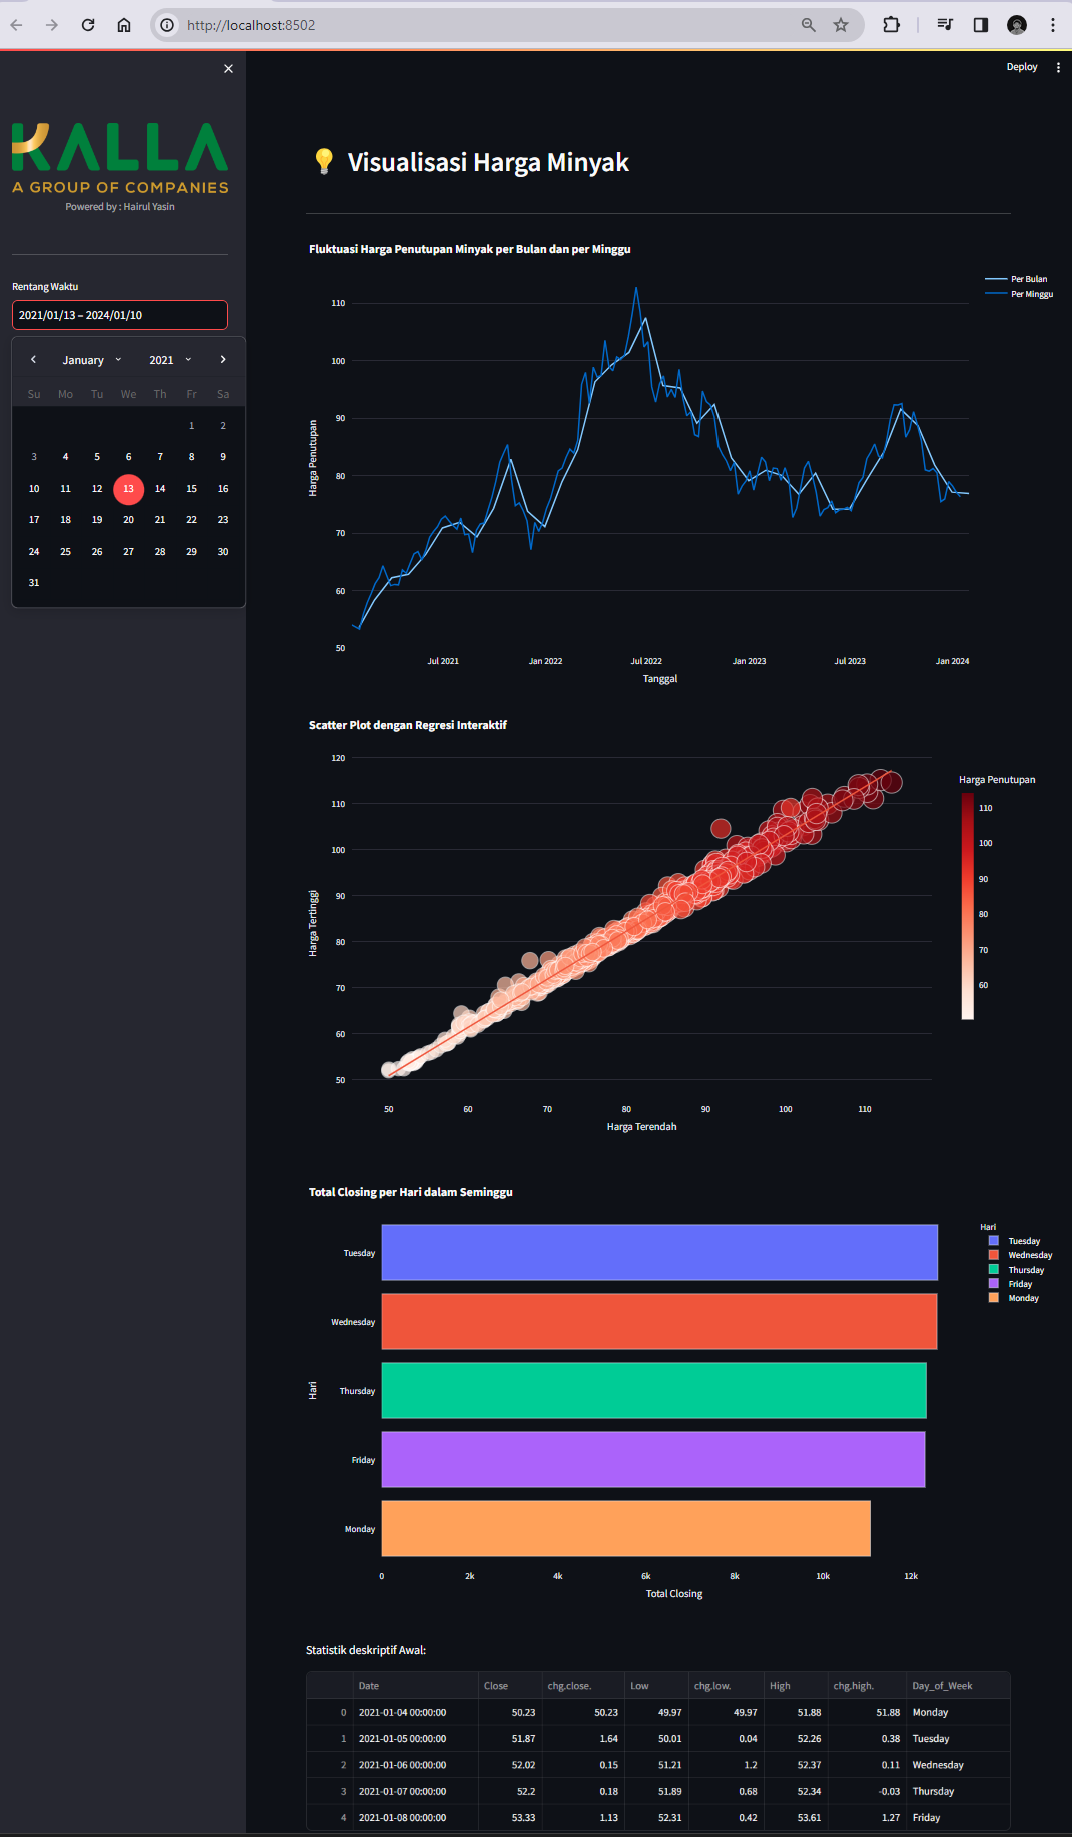 http://localhost:8502
Deploy
KALLA
A GROUP OF COMPANIES
Powered by : Hairul Yasin
Rentang Waktu
2021/01/13 – 2024/01/10
January 2021
Su Mo Tu We Th Fr Sa
1 2
3 4 5 6 7 8 9
10 11 12 13 14 15 16
17 18 19 20 21 22 23
24 25 26 27 28 29 30
31
Visualisasi Harga Minyak
Fluktuasi Harga Penutupan Minyak per Bulan dan per Minggu
Per Bulan
Per Minggu
110
100
90
80
70
60
50
Harga Penutupan
Jul 2021 Jan 2022 Jul 2022 Jan 2023 Jul 2023 Jan 2024
Tanggal
Scatter Plot dengan Regresi Interaktif
120
110
100
90
80
70
60
50
Harga Tertinggi
50 60 70 80 90 100 110
Harga Terendah
Harga Penutupan
110
100
90
80
70
60
Total Closing per Hari dalam Seminggu
Hari
Tuesday
Wednesday
Thursday
Friday
Monday
Tuesday
Wednesday
Thursday
Friday
Monday
Hari
0 2k 4k 6k 8k 10k 12k
Total Closing
Statistik deskriptif Awal:
Date Close chg.close. Low chg.low. High chg.high. Day_of_Week
0 2021-01-04 00:00:00 50.23 50.23 49.97 49.97 51.88 51.88 Monday
1 2021-01-05 00:00:00 51.87 1.64 50.01 0.04 52.26 0.38 Tuesday
2 2021-01-06 00:00:00 52.02 0.15 51.21 1.2 52.37 0.11 Wednesday
3 2021-01-07 00:00:00 52.2 0.18 51.89 0.68 52.34 -0.03 Thursday
4 2021-01-08 00:00:00 53.33 1.13 52.31 0.42 53.61 1.27 Friday